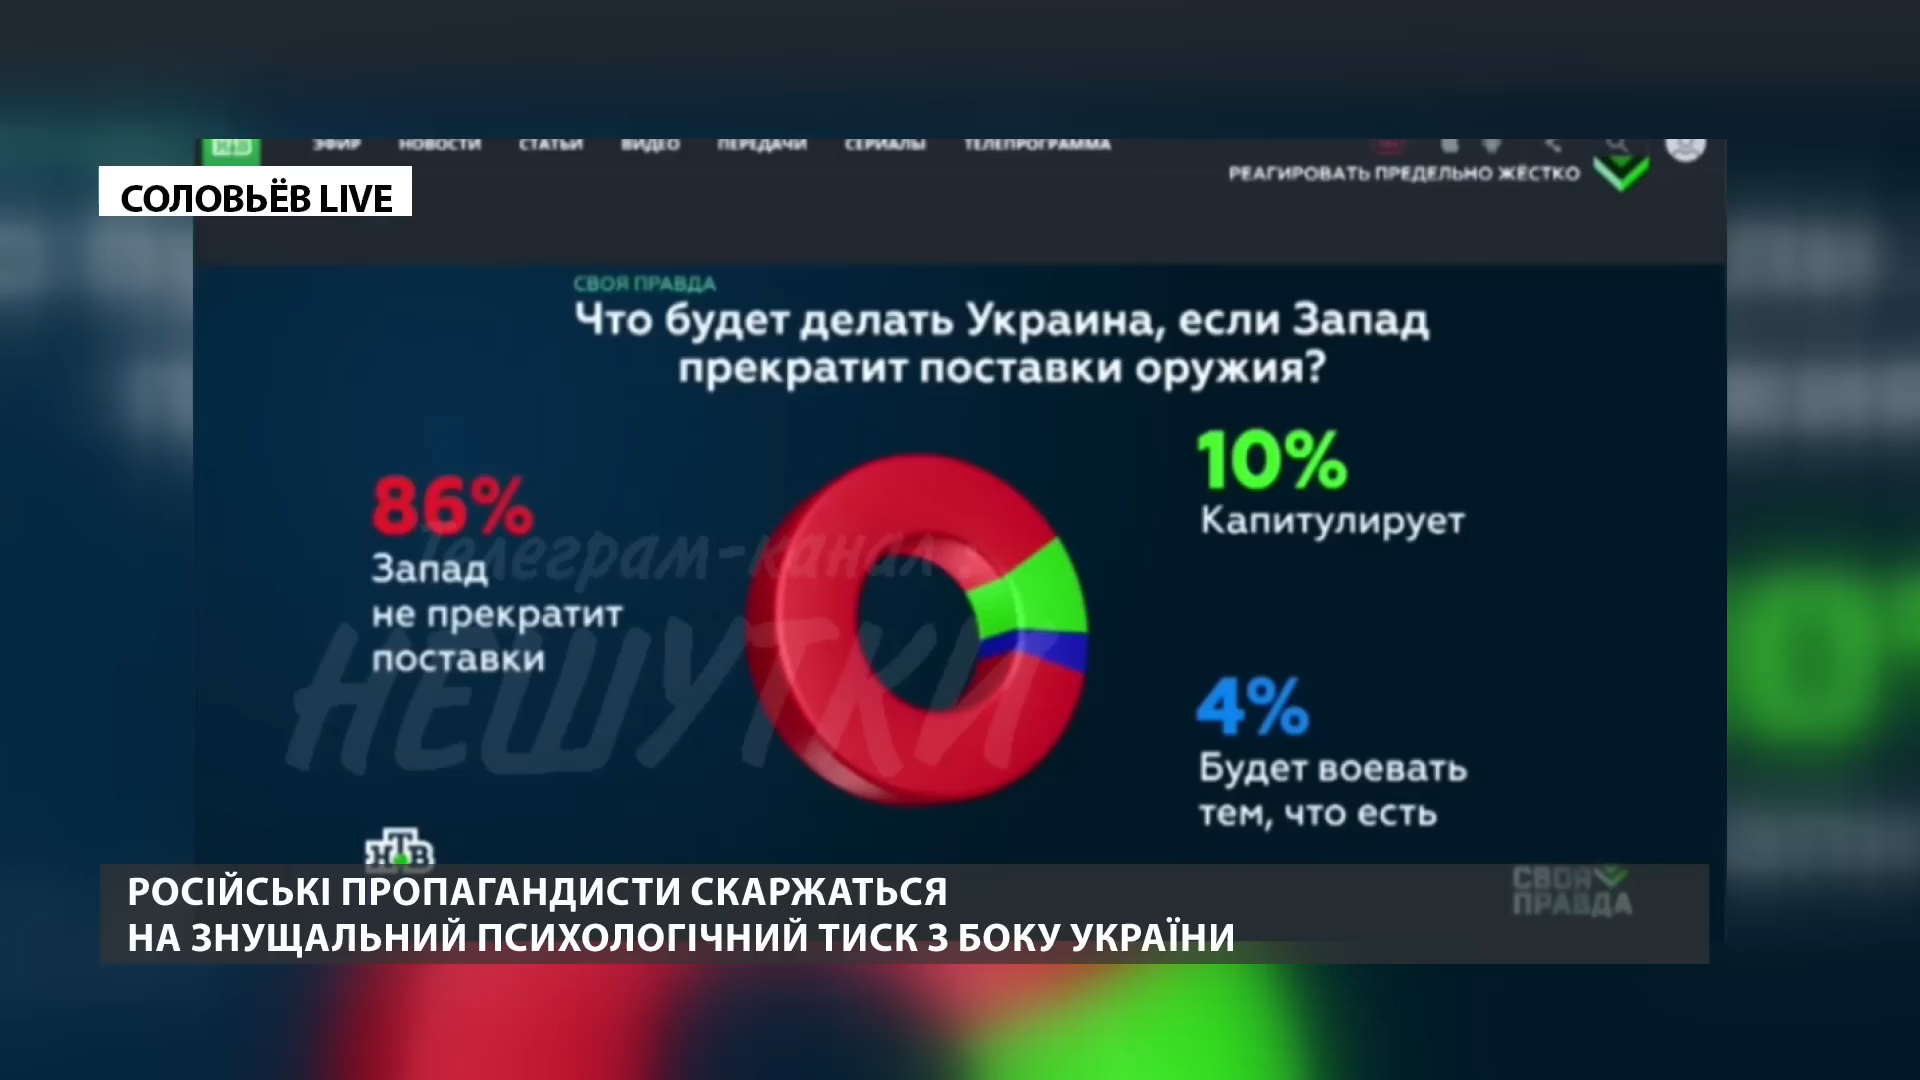 НТВ
ЭФИР НОВОСТИ СТАТЬИ ВИДЕО ПЕРЕДАЧИ СЕРИАЛЫ ТЕЛЕПРОГРАММА
РЕАГИРОВАТЬ ПРЕДЕЛЬНО ЖЁСТКО
СОЛОВЬЁВ LIVE
СВОЯ ПРАВДА
Что будет делать Украина, если Запад
прекратит поставки оружия?
86%
Запад
не прекратит
поставки
10%
Капитулирует
4%
Будет воевать
тем, что есть
Телеграм-канал:
НЕШУТКИ
НТВ
СВОЯ
ПРАВДА
РОСІЙСЬКІ ПРОПАГАНДИСТИ СКАРЖАТЬСЯ
НА ЗНУЩАЛЬНИЙ ПСИХОЛОГІЧНИЙ ТИСК З БОКУ УКРАЇНИ